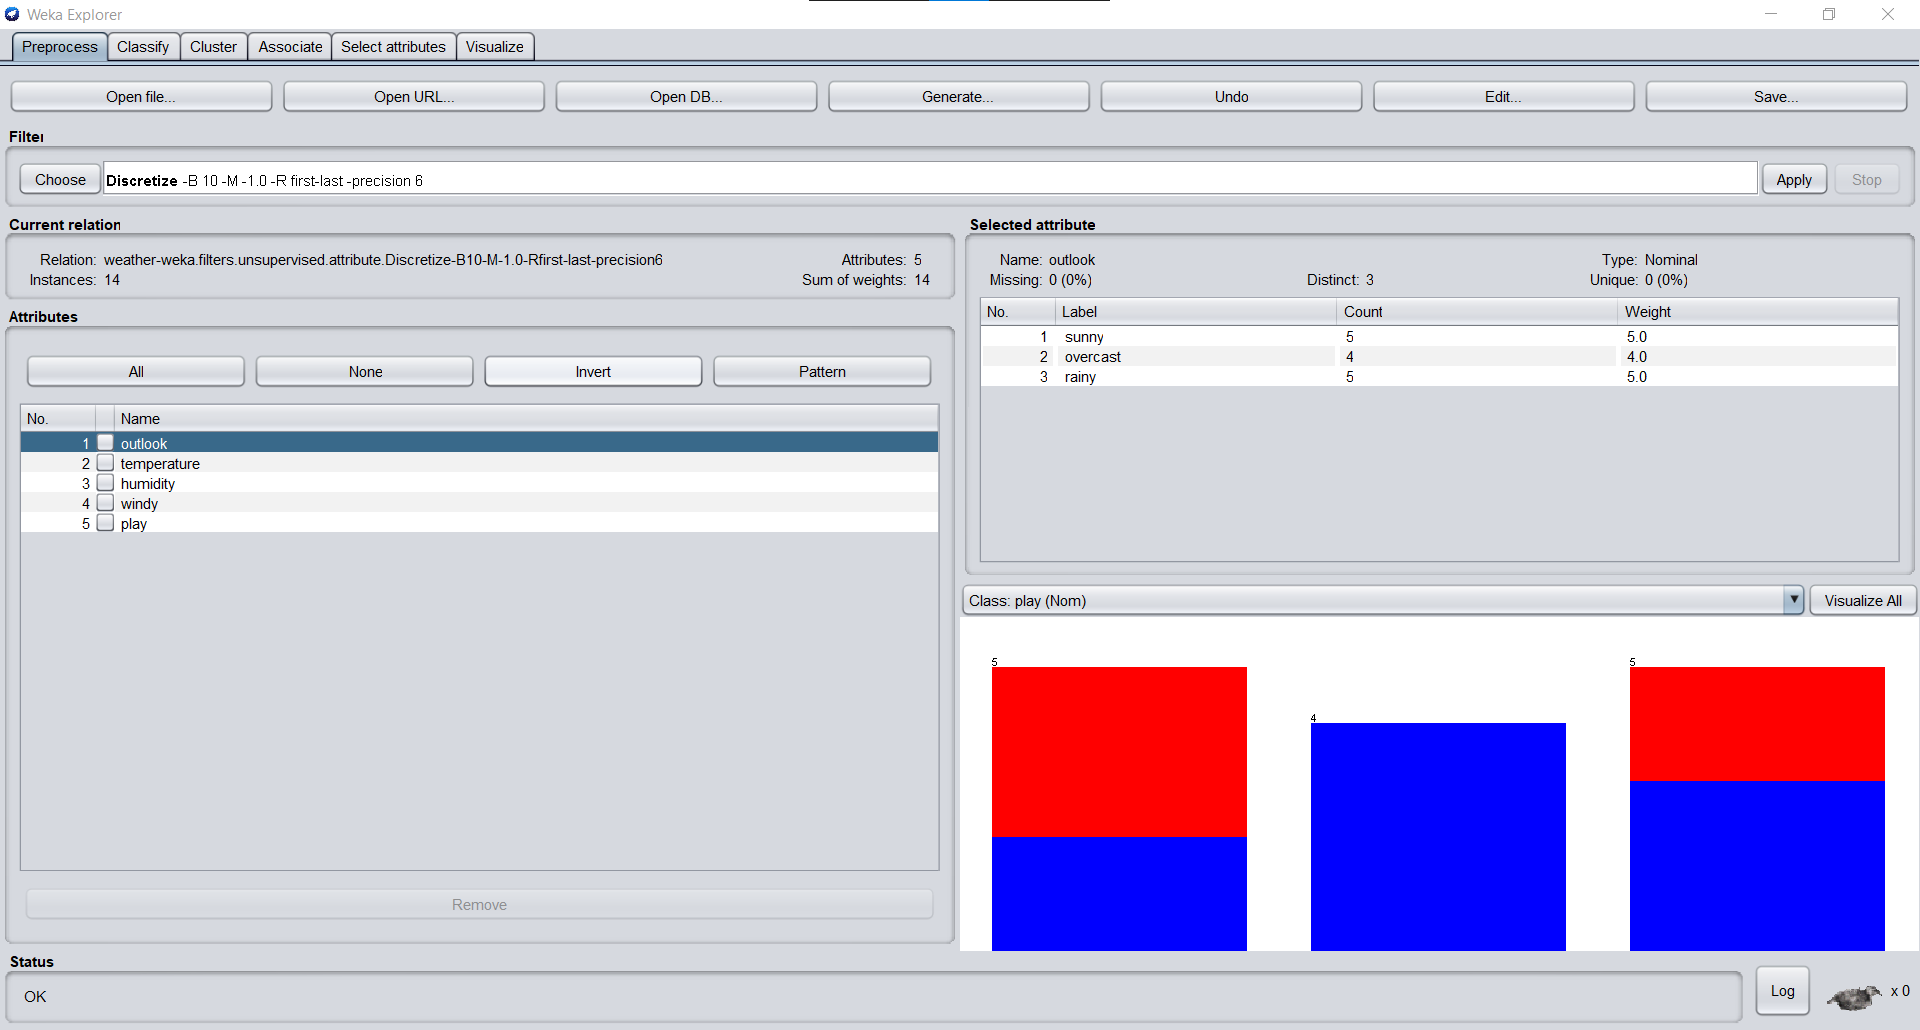 Weka Explorer
Preprocess Classify Cluster Associate Select attributes Visualize
Open file... Open URL... Open DB... Generate... Undo Edit... Save...
Filter
Choose Discretize -B 10 -M -1.0 -R first-last -precision 6 Apply Stop
Current relation
Relation: weather-weka.filters.unsupervised.attribute.Discretize-B10-M-1.0-Rfirst-last-precision6 Attributes: 5
Instances: 14 Sum of weights: 14
Attributes
All None Invert Pattern
No. Name
1 outlook
2 temperature
3 humidity
4 windy
5 play
Remove
Selected attribute
Name: outlook Type: Nominal
Missing: 0 (0%) Distinct: 3 Unique: 0 (0%)
No. Label Count Weight
1 sunny 5 5.0
2 overcast 4 4.0
3 rainy 5 5.0
Class: play (Nom) Visualize All
5 4 5
Status
OK
Log x 0